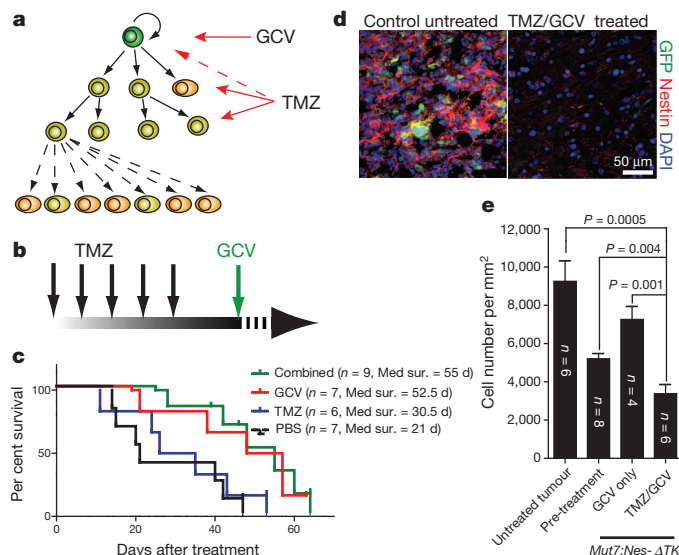 a
GCV
TMZ
b
TMZ
GCV
c
Per cent survival
100
50
0
20
40
60
Days after treatment
Combined (n = 9, Med sur. = 55 d)
GCV (n = 7, Med sur. = 52.5 d)
TMZ (n = 6, Med sur. = 30.5 d)
PBS (n = 7, Med sur. = 21 d)
d
Control untreated
TMZ/GCV treated
GFP Nestin DAPI
50 μm
e
P = 0.0005
P = 0.004
P = 0.001
Cell number per mm²
12,000
10,000
8,000
6,000
4,000
2,000
0
n = 6
n = 8
n = 4
n = 6
Untreated tumour
Pre-treatment
GCV only
TMZ/GCV
Mut7;Nes-ΔTK